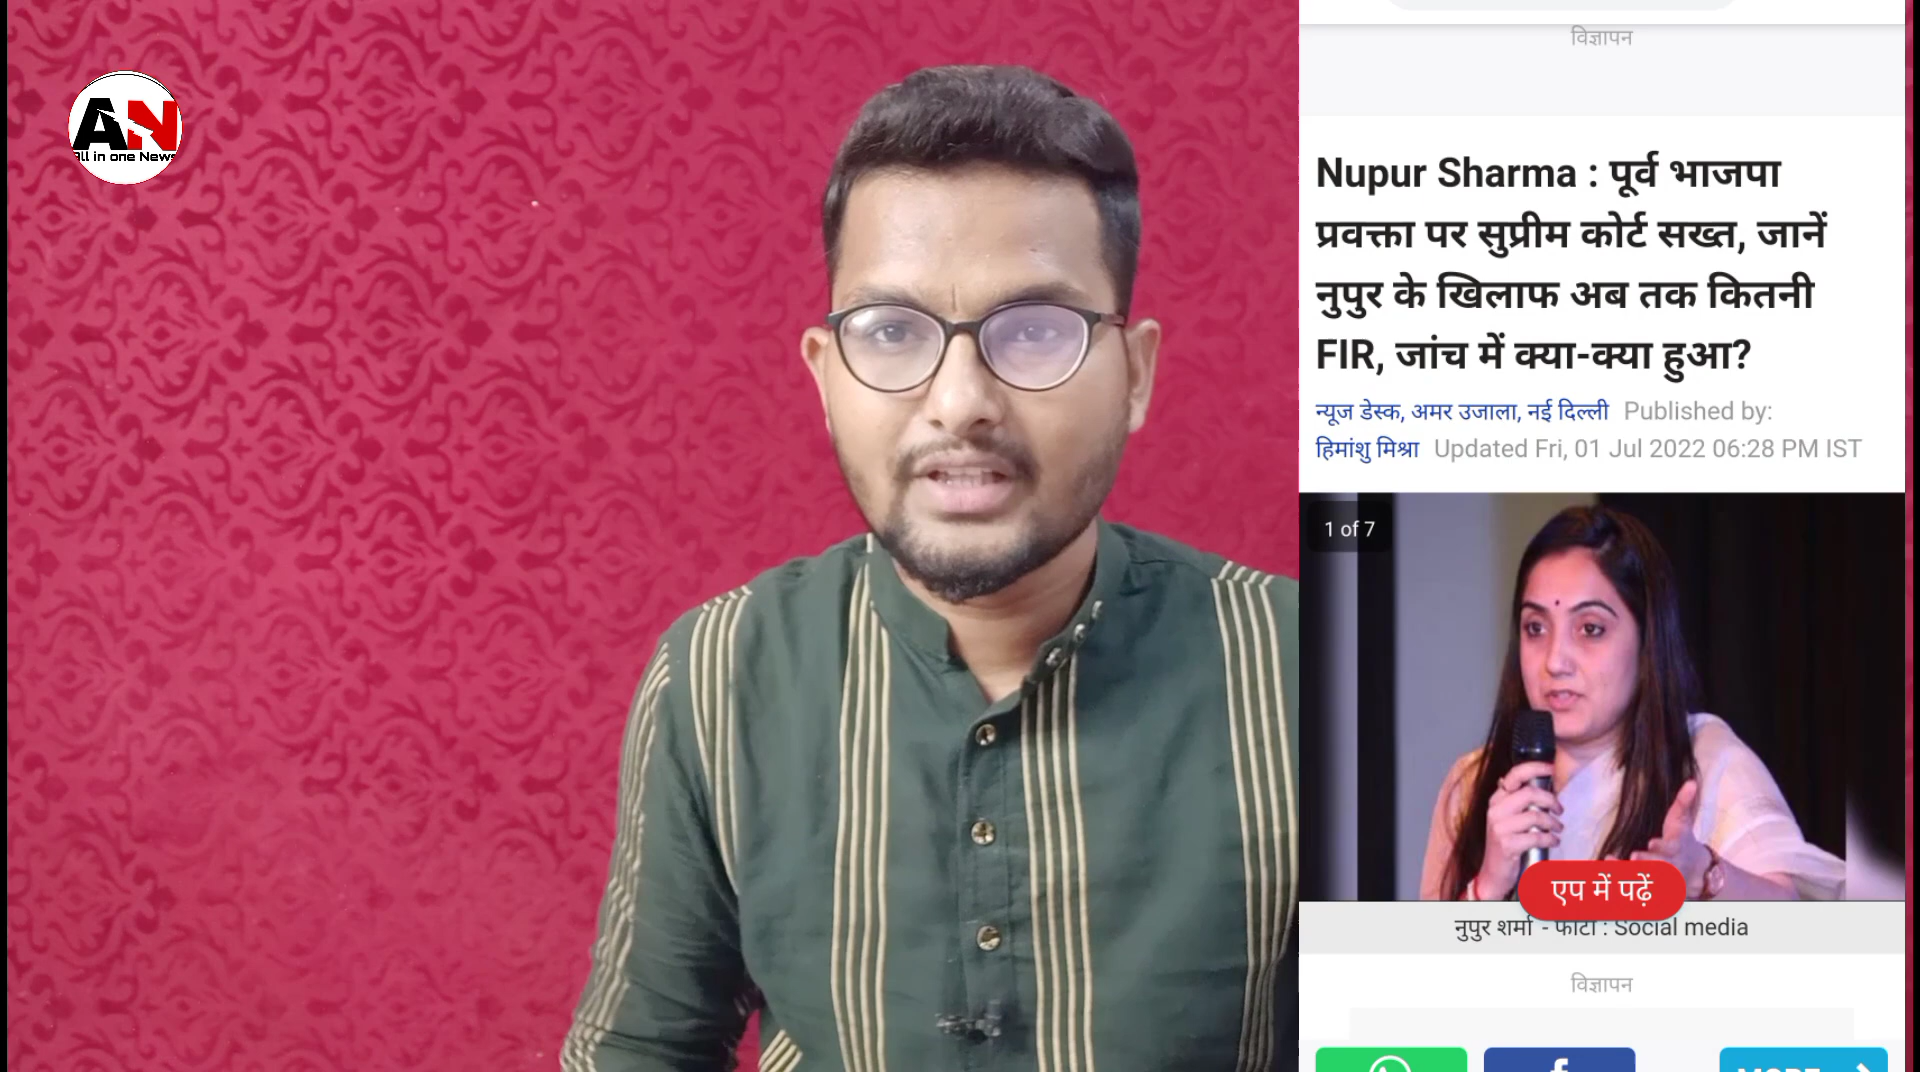 AN
All in one News
विज्ञापन
Nupur Sharma : पूर्व भाजपा
प्रवक्ता पर सुप्रीम कोर्ट सख्त, जानें
नुपुर के खिलाफ अब तक कितनी
FIR, जांच में क्या-क्या हुआ?
न्यूज डेस्क, अमर उजाला, नई दिल्ली Published by:
हिमांशु मिश्रा Updated Fri, 01 Jul 2022 06:28 PM IST
1 of 7
एप में पढ़ें
नुपुर शर्मा - फोटो : Social media
विज्ञापन
MORE